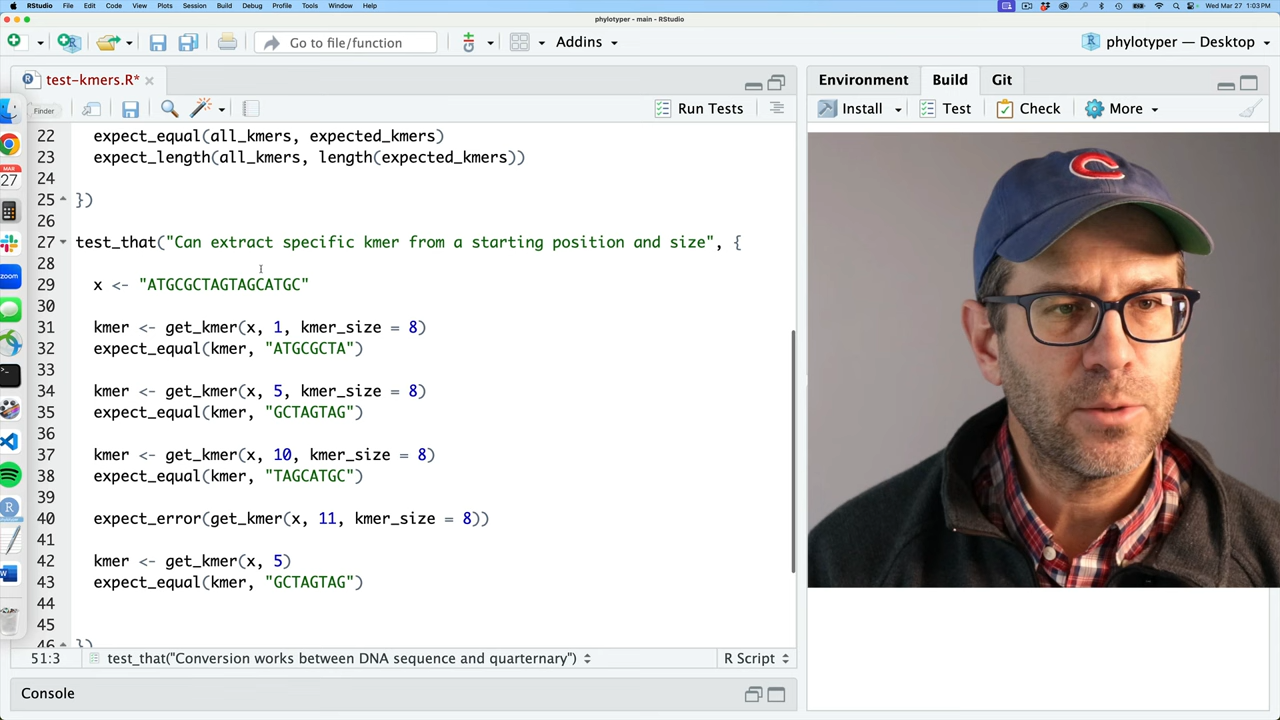 RStudio File Edit Code View Plots Session Build Debug Profile Tools Window Help Wed Mar 27 1:03 PM
phylotyper - main - RStudio
Go to file/function Addins phylotyper — Desktop
test-kmers.R* Environment Build Git
Finder Run Tests Install Test Check More
MAR
27
22 expect_equal(all_kmers, expected_kmers)
23 expect_length(all_kmers, length(expected_kmers))
24
25 })
26
27 test_that("Can extract specific kmer from a starting position and size", {
28
29 x <- "ATGCGCTAGTAGCATGC"
30
31 kmer <- get_kmer(x, 1, kmer_size = 8)
32 expect_equal(kmer, "ATGCGCTA")
33
34 kmer <- get_kmer(x, 5, kmer_size = 8)
35 expect_equal(kmer, "GCTAGTAG")
36
37 kmer <- get_kmer(x, 10, kmer_size = 8)
38 expect_equal(kmer, "TAGCATGC")
39
40 expect_error(get_kmer(x, 11, kmer_size = 8))
41
42 kmer <- get_kmer(x, 5)
43 expect_equal(kmer, "GCTAGTAG")
44
45
46 })
zoom
51:3 test_that("Conversion works between DNA sequence and quarternary") R Script
Console
C